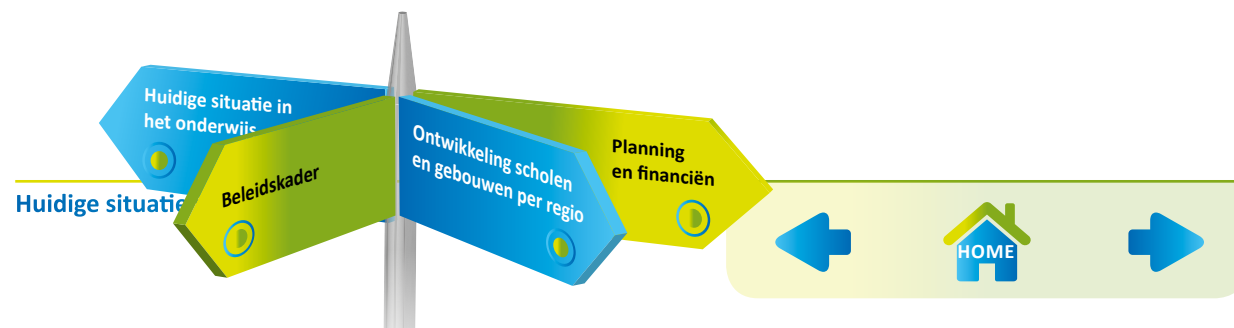 Huidige situatie in
het onderwijs
Beleidskader
Ontwikkeling scholen
en gebouwen per regio
Planning
en financiën
Huidige situatie
HOME